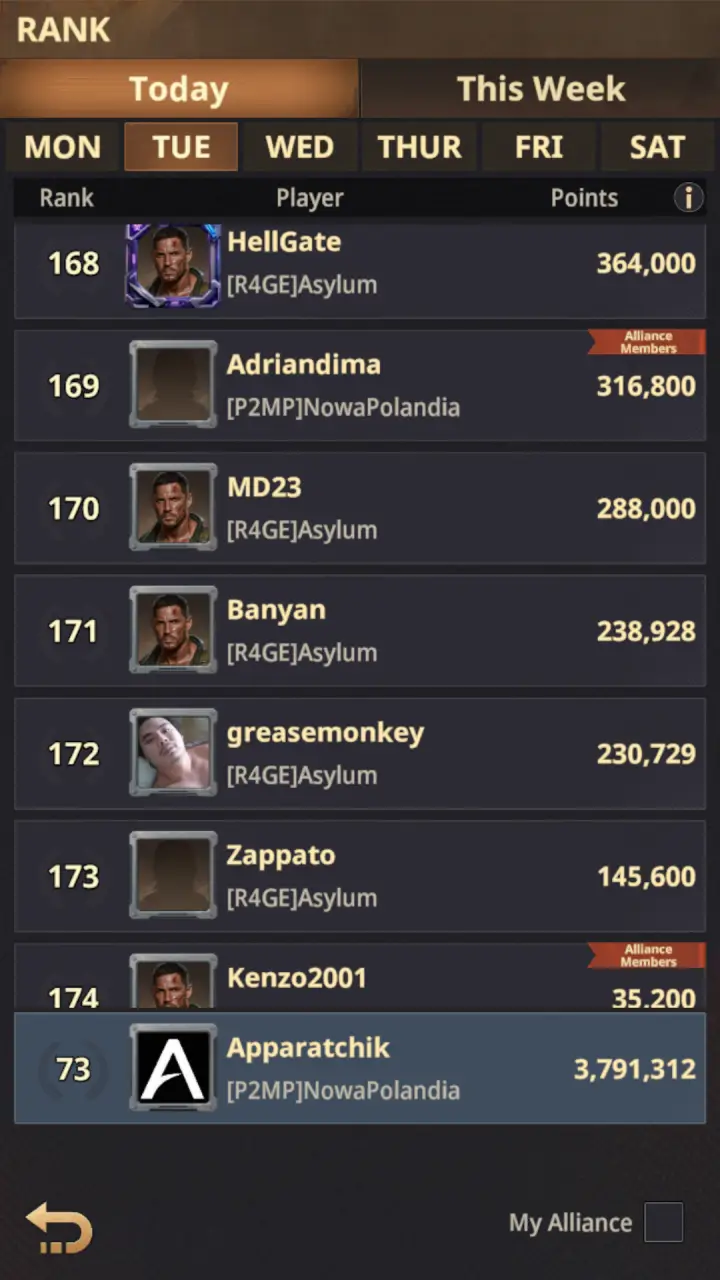 RANK
Today
This Week
MON
TUE
WED
THUR
FRI
SAT
Rank
Player
Points
168
HellGate
[R4GE]Asylum
364,000
Alliance
Members
169
Adriandima
[P2MP]NowaPolandia
316,800
170
MD23
[R4GE]Asylum
288,000
171
Banyan
[R4GE]Asylum
238,928
172
greasemonkey
[R4GE]Asylum
230,729
173
Zappato
[R4GE]Asylum
145,600
Alliance
Members
174
Kenzo2001
35,200
73
Apparatchik
[P2MP]NowaPolandia
3,791,312
My Alliance